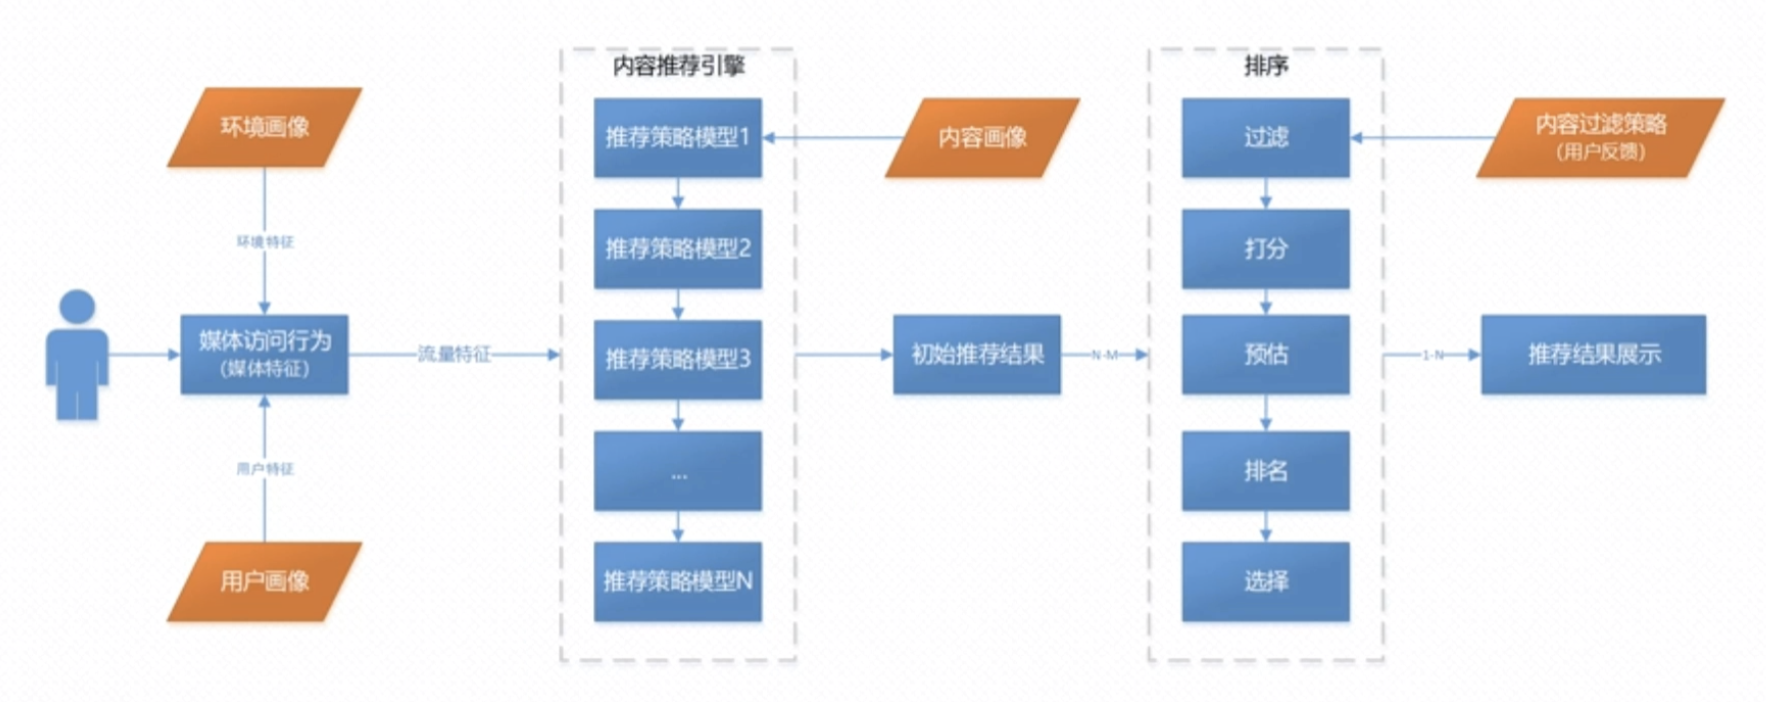 环境画像
环境特征
媒体访问行为
(媒体特征)
用户特征
用户画像
流量特征
内容推荐引擎
推荐策略模型1
推荐策略模型2
推荐策略模型3
...
推荐策略模型N
内容画像
初始推荐结果
N-M
排序
过滤
打分
预估
排名
选择
内容过滤策略
(用户反馈)
1-N
推荐结果展示